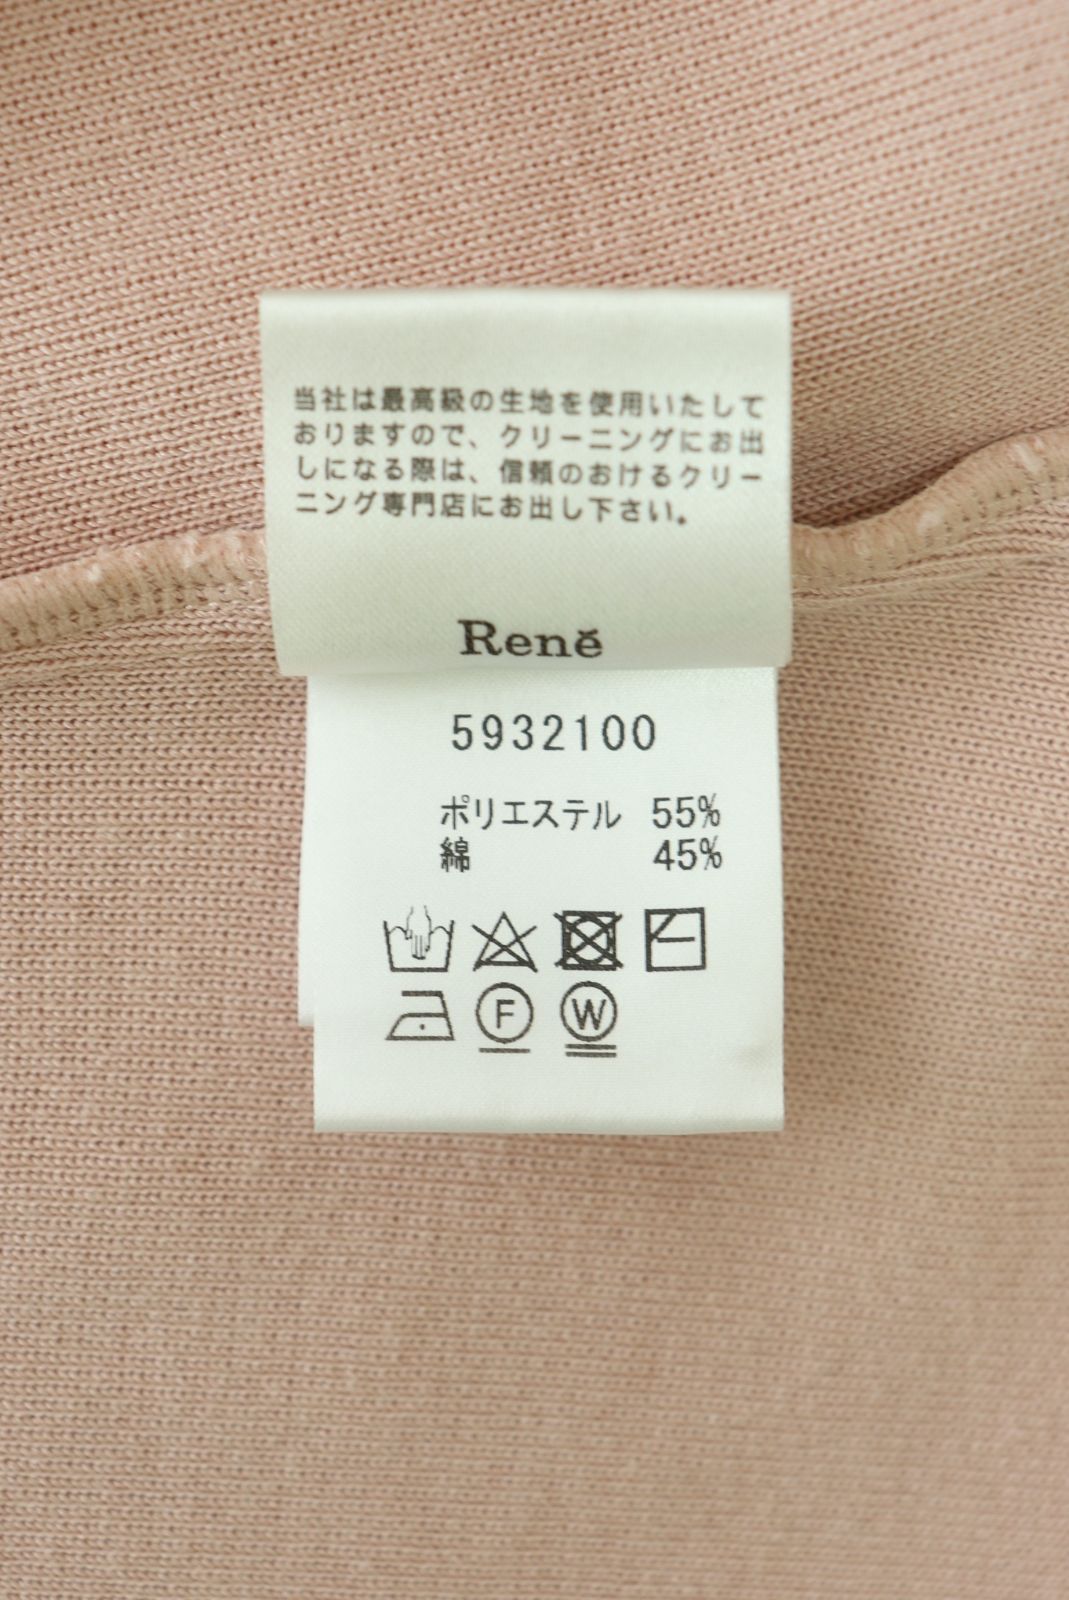 当社は最高級の生地を使用いたして
おりますので、クリーニングにお出
しになる際は、信頼のおけるクリー
ニング専門店にお出し下さい。
René
5932100
ポリエステル 55%
綿 45%
F W